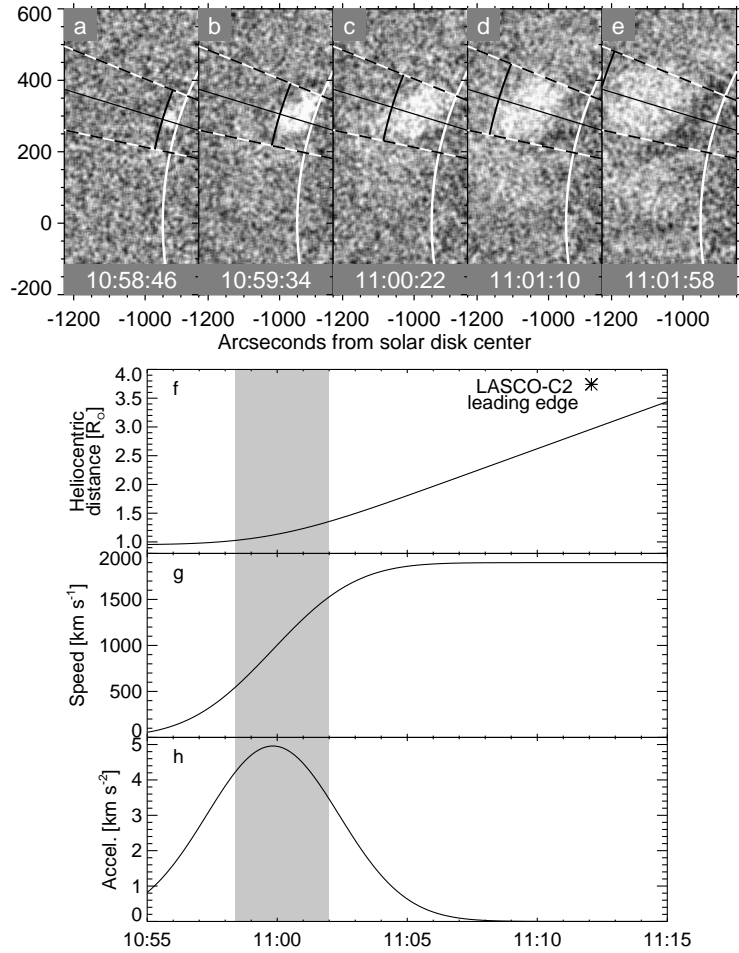 a b c d e
600
400
200
0
-200
10:58:46 10:59:34 11:00:22 11:01:10 11:01:58
-1200 -1000 -1200 -1000 -1200 -1000 -1200 -1000 -1200 -1000
Arcseconds from solar disk center
f
LASCO-C2
leading edge
Heliocentric
distance [R⊙]
4.0
3.5
3.0
2.5
2.0
1.5
1.0
g
Speed [km s⁻¹]
2000
1500
1000
500
0
h
Accel. [km s⁻²]
5
4
3
2
1
0
10:55 11:00 11:05 11:10 11:15